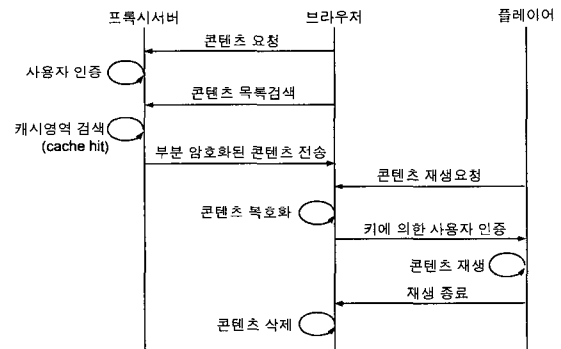 프록시서버 브라우저 플레이어
콘텐츠 요청
사용자 인증
콘텐츠 목록검색
캐시영역 검색
(cache hit)
부분 암호화된 콘텐츠 전송
콘텐츠 재생요청
콘텐츠 복호화
키에 의한 사용자 인증
콘텐츠 재생
재생 종료
콘텐츠 삭제